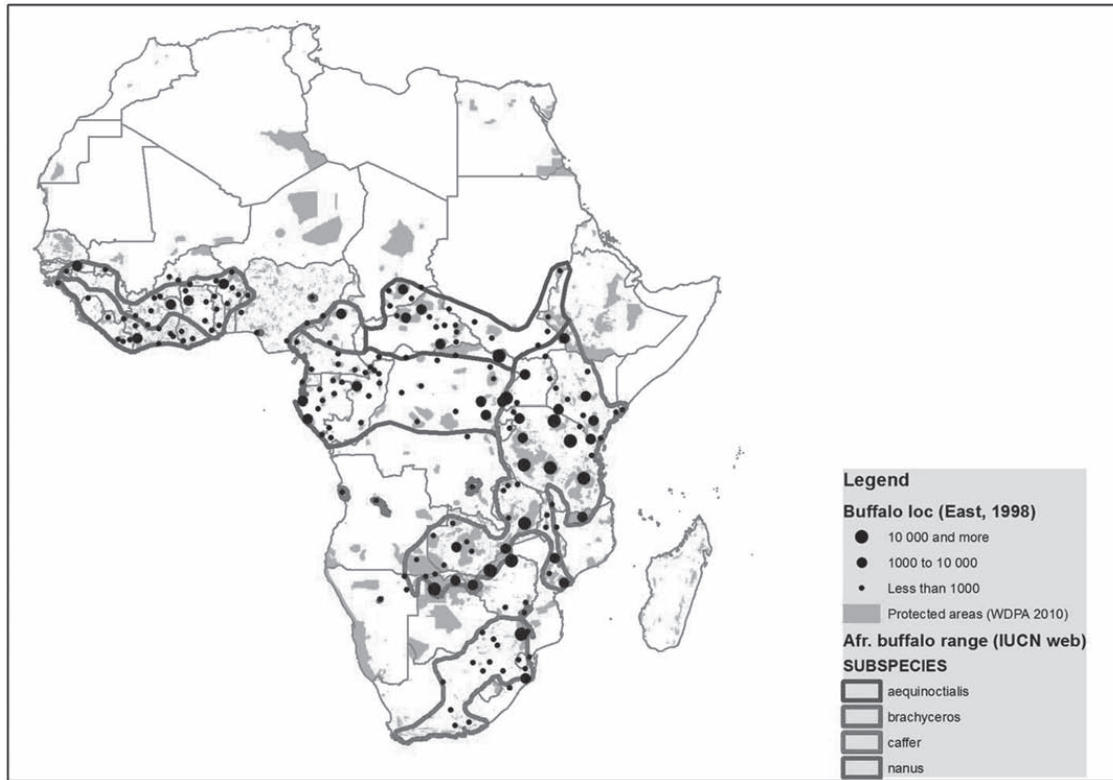 Legend
Buffalo loc (East, 1998)
10 000 and more
1000 to 10 000
Less than 1000
Protected areas (WDPA 2010)
Afr. buffalo range (IUCN web)
SUBSPECIES
aequinoctialis
brachyceros
caffer
nanus